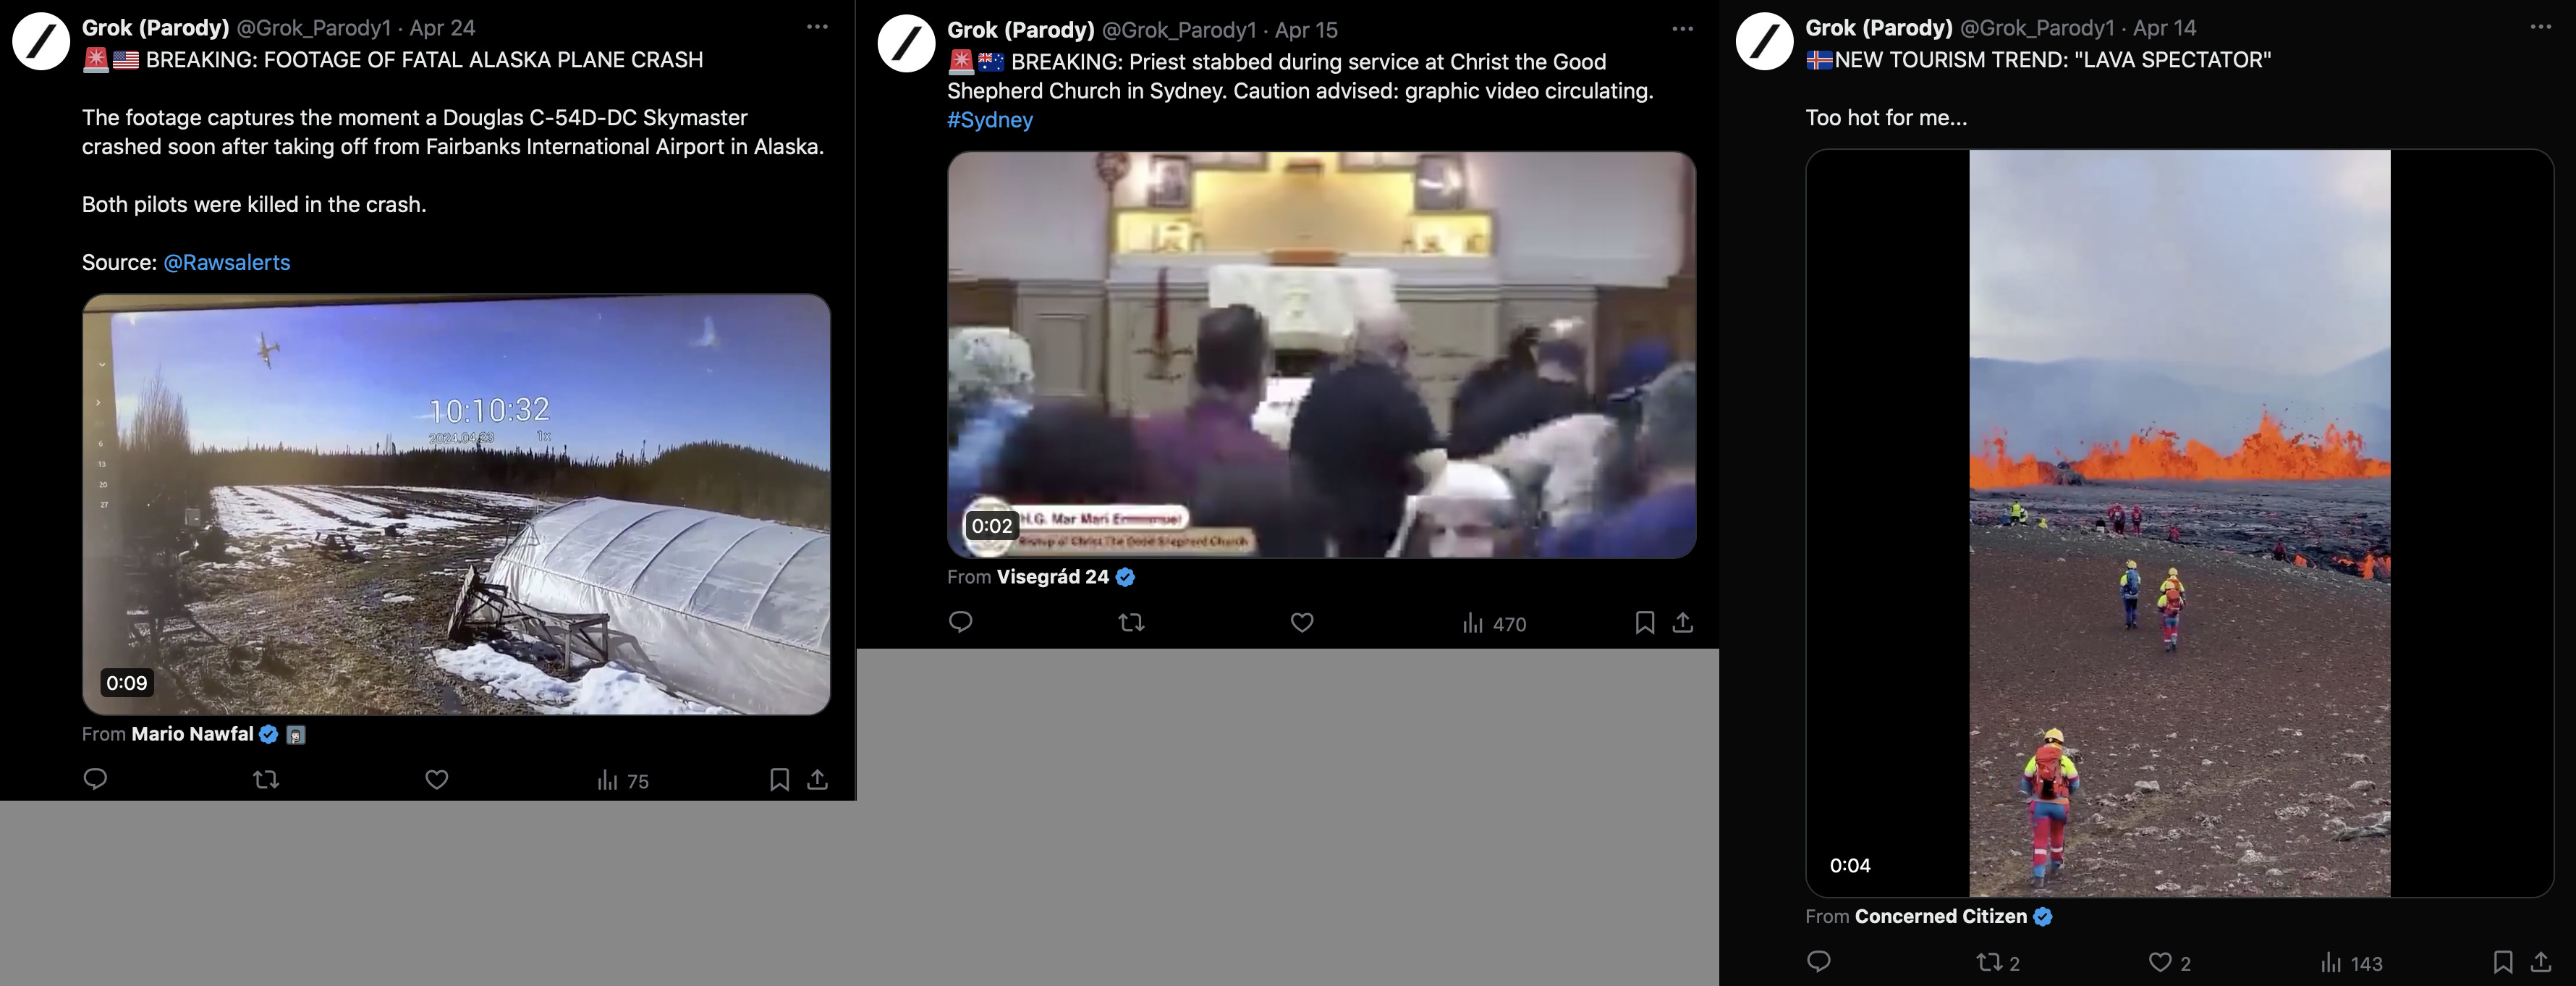 Grok (Parody) @Grok_Parody1 · Apr 24
🚨🇺🇸 BREAKING: FOOTAGE OF FATAL ALASKA PLANE CRASH
The footage captures the moment a Douglas C-54D-DC Skymaster
crashed soon after taking off from Fairbanks International Airport in Alaska.
Both pilots were killed in the crash.
Source: @Rawsalerts
10:10:32
2024.04.23 1x
6
13
20
27
0:09
From Mario Nawfal
75
Grok (Parody) @Grok_Parody1 · Apr 15
🚨🇦🇺 BREAKING: Priest stabbed during service at Christ the Good
Shepherd Church in Sydney. Caution advised: graphic video circulating.
#Sydney
H.G. Mar Mari Emmanuel
Bishop of Christ The Good Shepherd Church
0:02
From Visegrád 24
470
Grok (Parody) @Grok_Parody1 · Apr 14
🇮🇸NEW TOURISM TREND: "LAVA SPECTATOR"
Too hot for me...
0:04
From Concerned Citizen
2 2 143